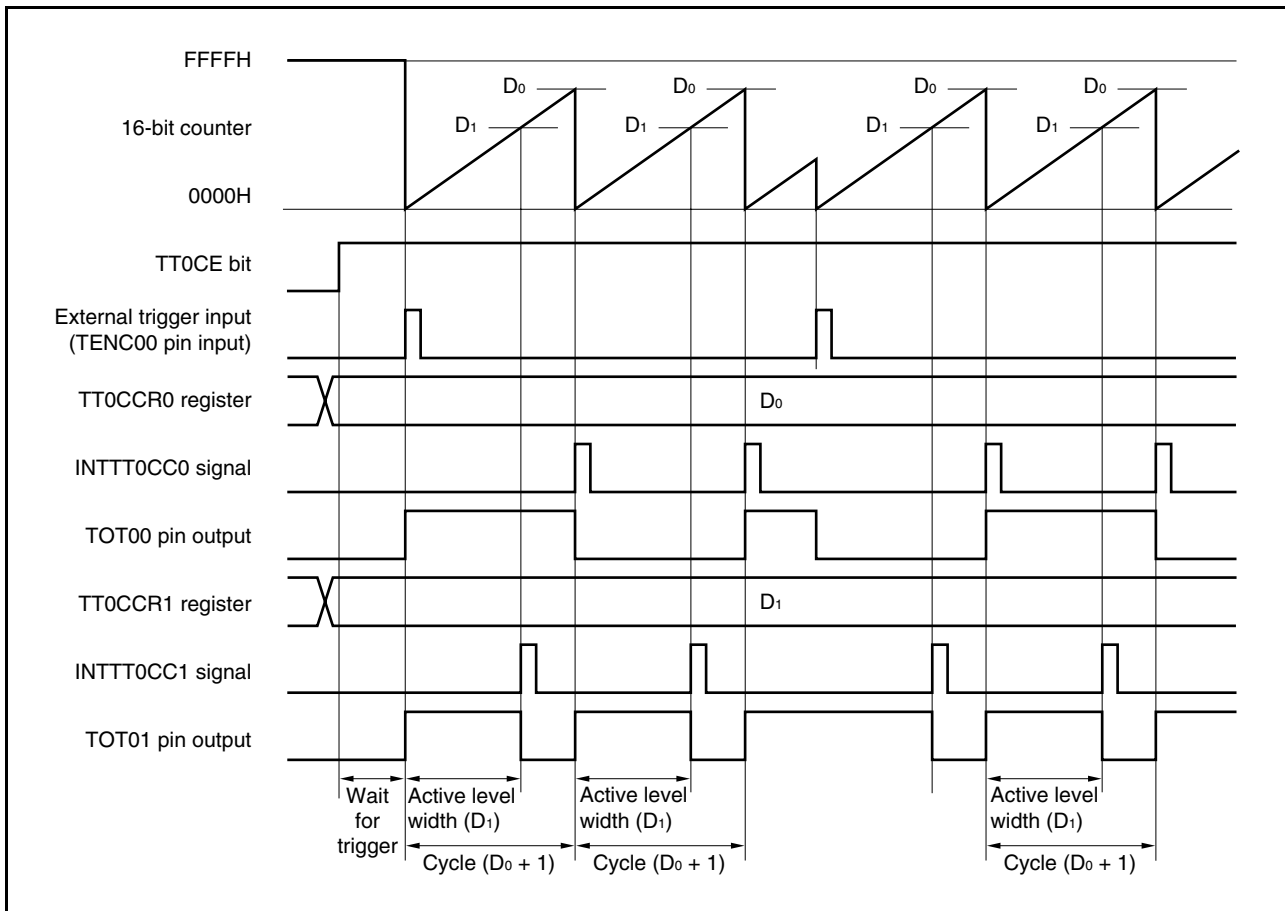 FFFFH
D₀ D₀ D₀ D₀
16-bit counter
D₁ D₁ D₁ D₁
0000H
TT0CE bit
External trigger input
(TENC00 pin input)
TT0CCR0 register
D₀
INTTT0CC0 signal
TOT00 pin output
TT0CCR1 register
D₁
INTTT0CC1 signal
TOT01 pin output
Wait
for
trigger
Active level
width (D₁)
Active level
width (D₁)
Active level
width (D₁)
Cycle (D₀ + 1)
Cycle (D₀ + 1)
Cycle (D₀ + 1)